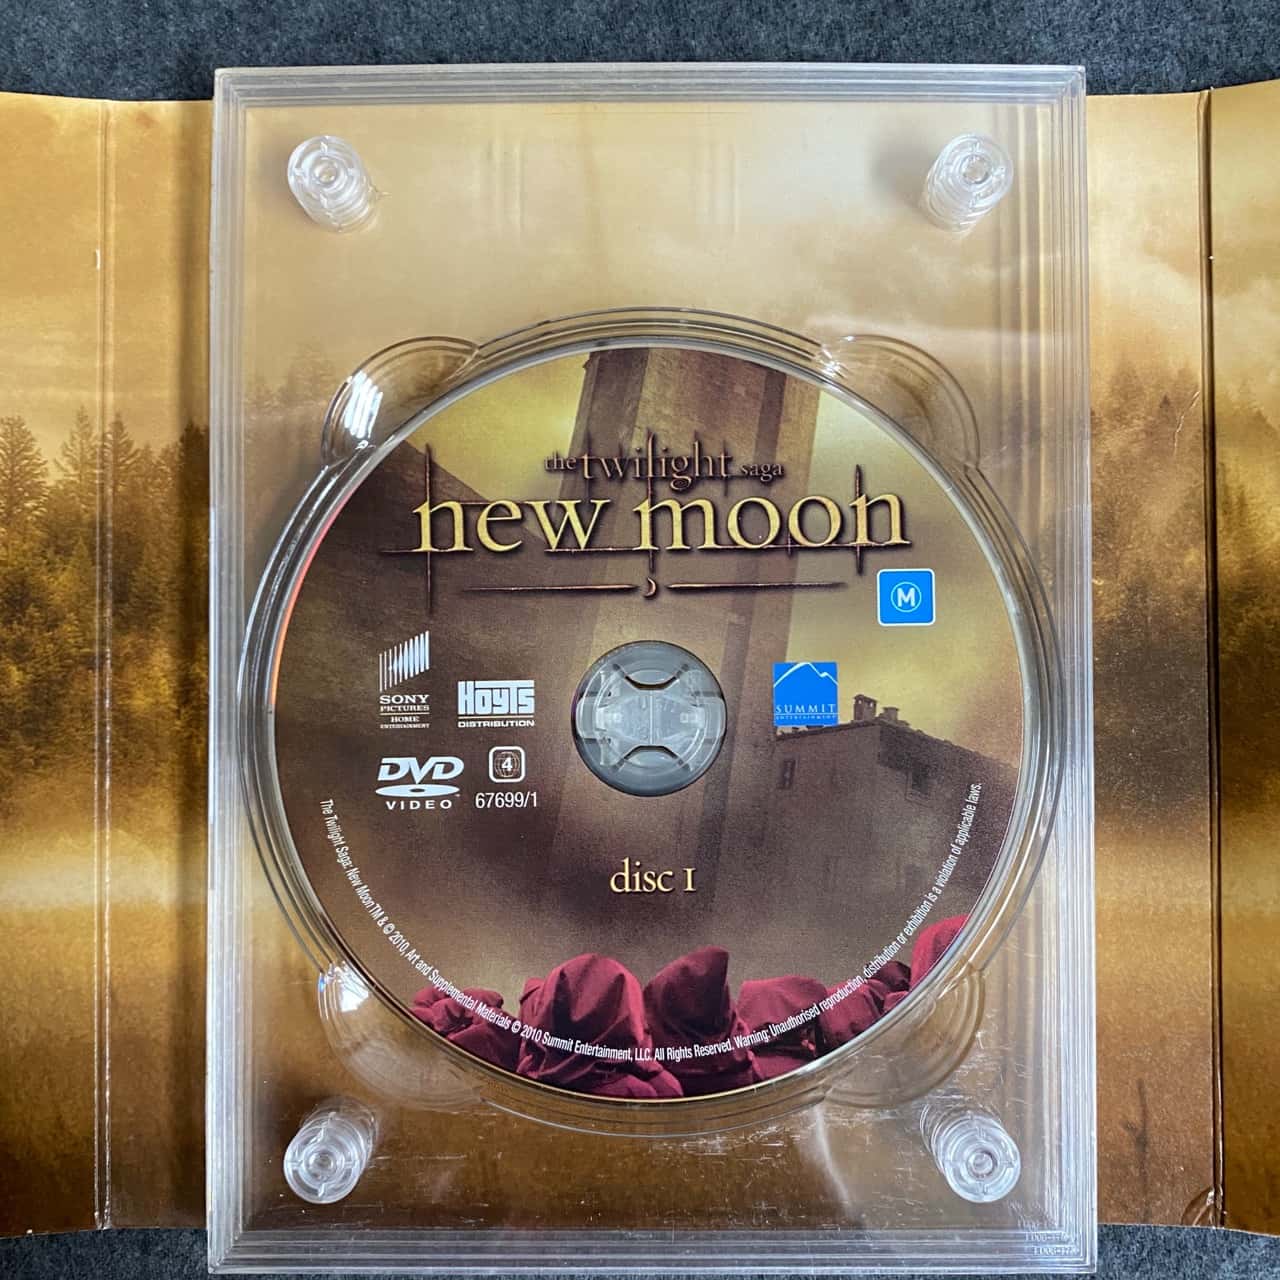 the twilight saga
new moon
M
SONY
PICTURES
HOME
ENTERTAINMENT
HOYTS
DISTRIBUTION
SUMMIT
ENTERTAINMENT
DVD
VIDEO
4
67699/1
disc 1
The Twilight Saga: New Moon TM & © 2010, Art and Supplemental Materials © 2010 Summit Entertainment, LLC. All Rights Reserved. Warning: Unauthorised reproduction, distribution or exhibition is a violation of applicable laws.